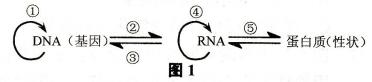 ① ② ④ ⑤
DNA（基因） RNA 蛋白质(性状)
③
图1